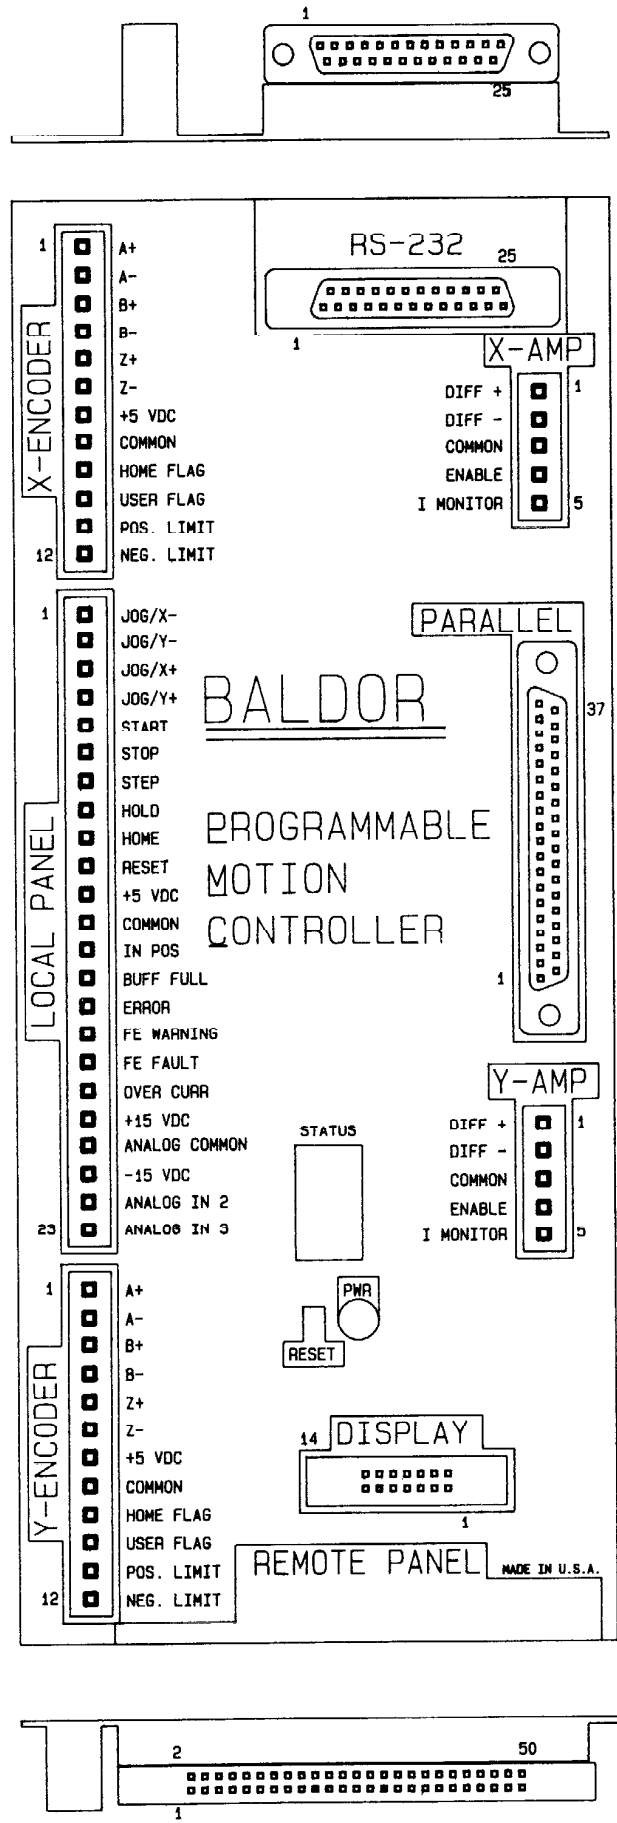 1
25
RS-232
25
1
X-ENCODER
1
A+
A-
B+
B-
Z+
Z-
+5 VDC
COMMON
HOME FLAG
USER FLAG
POS. LIMIT
12 NEG. LIMIT
X-AMP
DIFF + 1
DIFF -
COMMON
ENABLE
I MONITOR 5
LOCAL PANEL
1 JOG/X-
JOG/Y-
JOG/X+
JOG/Y+
START
STOP
STEP
HOLD
HOME
RESET
+5 VDC
COMMON
IN POS
BUFF FULL
ERROR
FE WARNING
FE FAULT
OVER CURR
+15 VDC
ANALOG COMMON
-15 VDC
ANALOG IN 2
23 ANALOG IN 3
BALDOR
PROGRAMMABLE
MOTION
CONTROLLER
PARALLEL
37
1
Y-AMP
DIFF + 1
DIFF -
COMMON
ENABLE
I MONITOR 5
STATUS
PWR
RESET
Y-ENCODER
1 A+
A-
B+
B-
Z+
Z-
+5 VDC
COMMON
HOME FLAG
USER FLAG
POS. LIMIT
12 NEG. LIMIT
14 DISPLAY
1
REMOTE PANEL
MADE IN U.S.A.
2 50
1